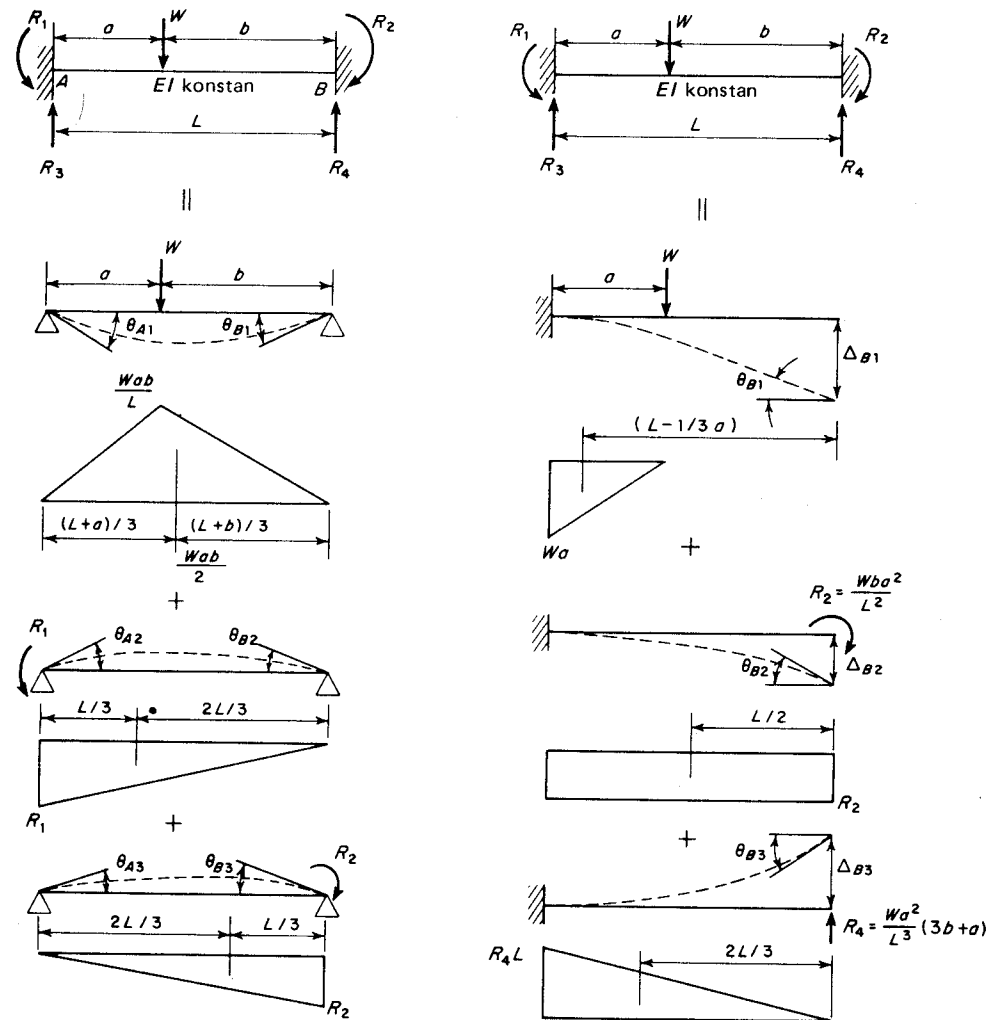 R₁ a W b R₂
A EI konstan B
L
R₃ R₄
||
W
a b
θA1 θB1
Wab/L
(L+a)/3 (L+b)/3
Wab/2
+
R₁ θA2 θB2
L/3 2L/3
R₁
+
θA3 θB3 R₂
2L/3 L/3
R₂
R₁ a W b R₂
EI konstan
L
R₃ R₄
||
W
a
ΔB1
θB1
(L−1/3 a)
Wa
+
R₂ = Wba²/L²
θB2 ΔB2
L/2
R₂
+
θB3 ΔB3
R₄ = Wa²/L³ (3b+a)
R₄L 2L/3